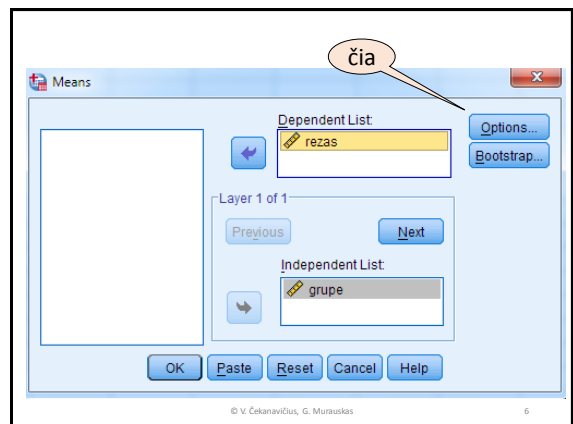 čia
Means
Dependent List:
rezas
Options...
Bootstrap...
Layer 1 of 1
Previous
Next
Independent List:
grupe
OK
Paste
Reset
Cancel
Help
© V. Čekanavičius, G. Murauskas
6